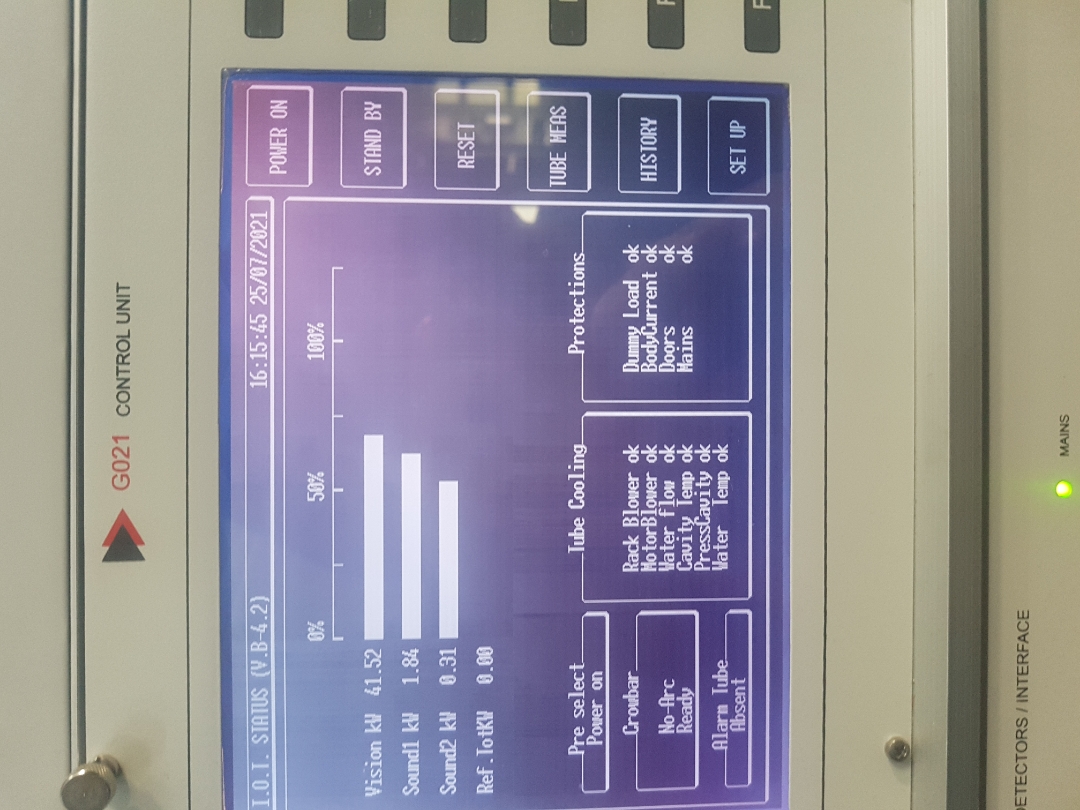 G021 CONTROL UNIT
I.O.T. STATUS (V.B-4.2) 16:15:45 25/07/2021
0% 50% 100%
Vision kW 41.52
Sound1 kW 1.84
Sound2 kW 0.31
Ref.TotKW 0.00
POWER ON
STAND BY
RESET
TUBE MEAS
HISTORY
SET UP
Pre select
Power on
Crowbar
No-Arc
Ready
Alarm Tube
Absent
Tube Cooling
Rack Blower ok
MotorBlower ok
Water flow ok
Cavity Temp ok
PressCavity ok
Water Temp ok
Protections
Dummy Load ok
BodyCurrent ok
Doors ok
Mains ok
/ INTERFACE
MAINS